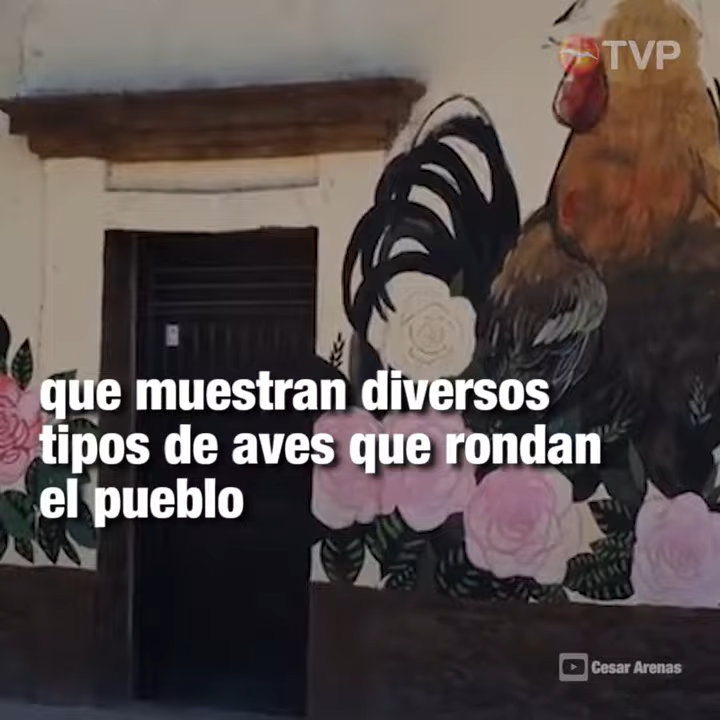 TVP
que muestran diversos
tipos de aves que rondan
el pueblo
Cesar Arenas